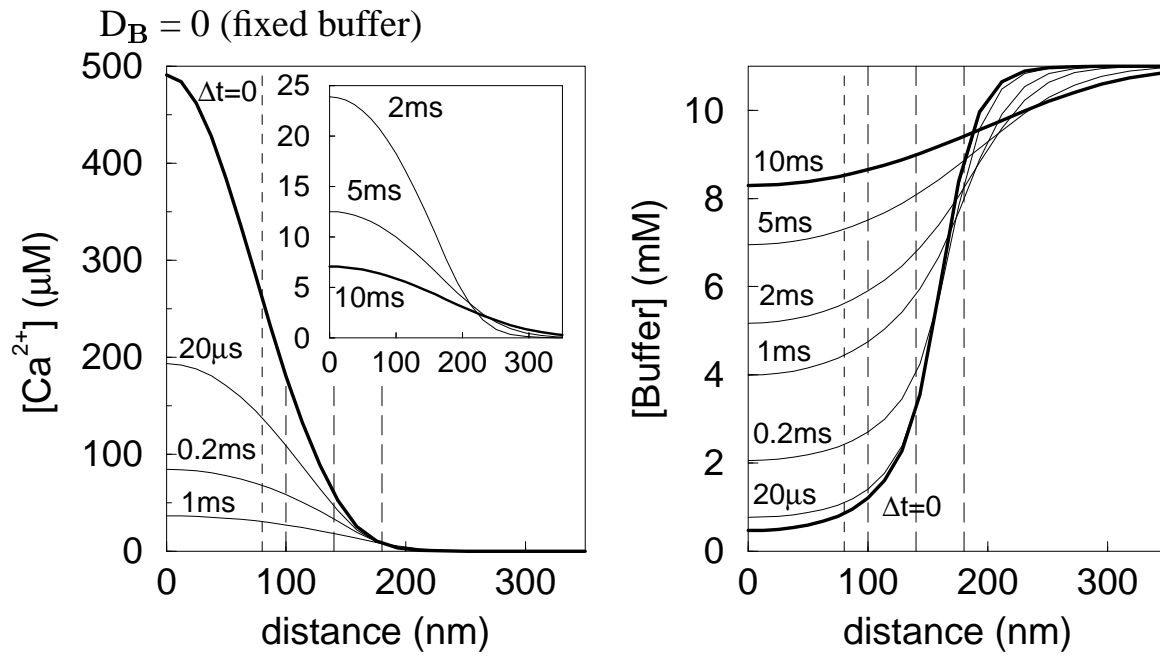 D_B = 0 (fixed buffer)
[Ca²⁺] (μM)
500
400
300
200
100
0
Δt=0
20μs
0.2ms
1ms
0 100 200 300
distance (nm)
25
20
15
10
5
0
2ms
5ms
10ms
0 100 200 300
[Buffer] (mM)
10
8
6
4
2
0
10ms
5ms
2ms
1ms
0.2ms
20μs
Δt=0
0 100 200 300
distance (nm)